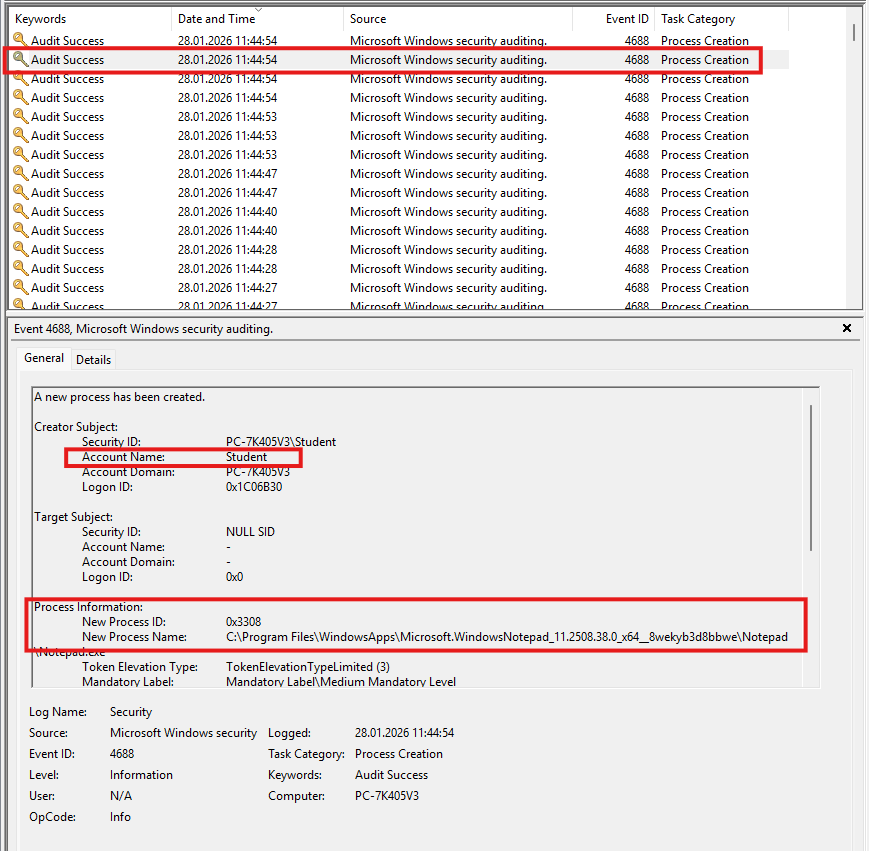 Keywords Date and Time Source Event ID Task Category
Audit Success 28.01.2026 11:44:54 Microsoft Windows security auditing. 4688 Process Creation
Audit Success 28.01.2026 11:44:54 Microsoft Windows security auditing. 4688 Process Creation
Audit Success 28.01.2026 11:44:54 Microsoft Windows security auditing. 4688 Process Creation
Audit Success 28.01.2026 11:44:54 Microsoft Windows security auditing. 4688 Process Creation
Audit Success 28.01.2026 11:44:53 Microsoft Windows security auditing. 4688 Process Creation
Audit Success 28.01.2026 11:44:53 Microsoft Windows security auditing. 4688 Process Creation
Audit Success 28.01.2026 11:44:53 Microsoft Windows security auditing. 4688 Process Creation
Audit Success 28.01.2026 11:44:47 Microsoft Windows security auditing. 4688 Process Creation
Audit Success 28.01.2026 11:44:47 Microsoft Windows security auditing. 4688 Process Creation
Audit Success 28.01.2026 11:44:40 Microsoft Windows security auditing. 4688 Process Creation
Audit Success 28.01.2026 11:44:40 Microsoft Windows security auditing. 4688 Process Creation
Audit Success 28.01.2026 11:44:28 Microsoft Windows security auditing. 4688 Process Creation
Audit Success 28.01.2026 11:44:28 Microsoft Windows security auditing. 4688 Process Creation
Audit Success 28.01.2026 11:44:27 Microsoft Windows security auditing. 4688 Process Creation
Audit Success 28.01.2026 11:44:27 Microsoft Windows security auditing. 4688 Process Creation
Event 4688, Microsoft Windows security auditing.
General Details
A new process has been created.
Creator Subject:
Security ID: PC-7K405V3\Student
Account Name: Student
Account Domain: PC-7K405V3
Logon ID: 0x1C06B30
Target Subject:
Security ID: NULL SID
Account Name: -
Account Domain: -
Logon ID: 0x0
Process Information:
New Process ID: 0x3308
New Process Name: C:\Program Files\WindowsApps\Microsoft.WindowsNotepad_11.2508.38.0_x64__8wekyb3d8bbwe\Notepad
\Notepad.exe
Token Elevation Type: TokenElevationTypeLimited (3)
Mandatory Label: Mandatory Label\Medium Mandatory Level
Log Name: Security
Source: Microsoft Windows security Logged: 28.01.2026 11:44:54
Event ID: 4688 Task Category: Process Creation
Level: Information Keywords: Audit Success
User: N/A Computer: PC-7K405V3
OpCode: Info